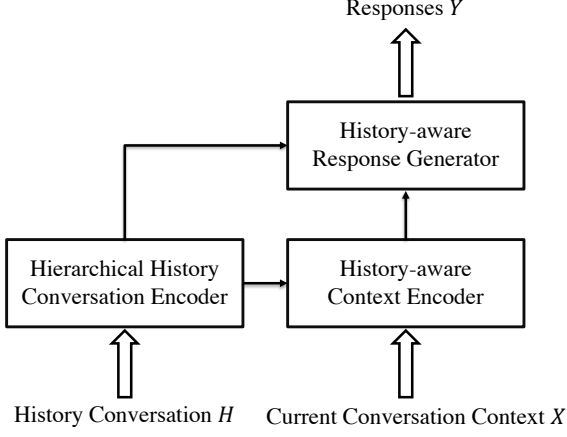 Responses Y
History-aware
Response Generator
Hierarchical History
Conversation Encoder
History-aware
Context Encoder
History Conversation H
Current Conversation Context X